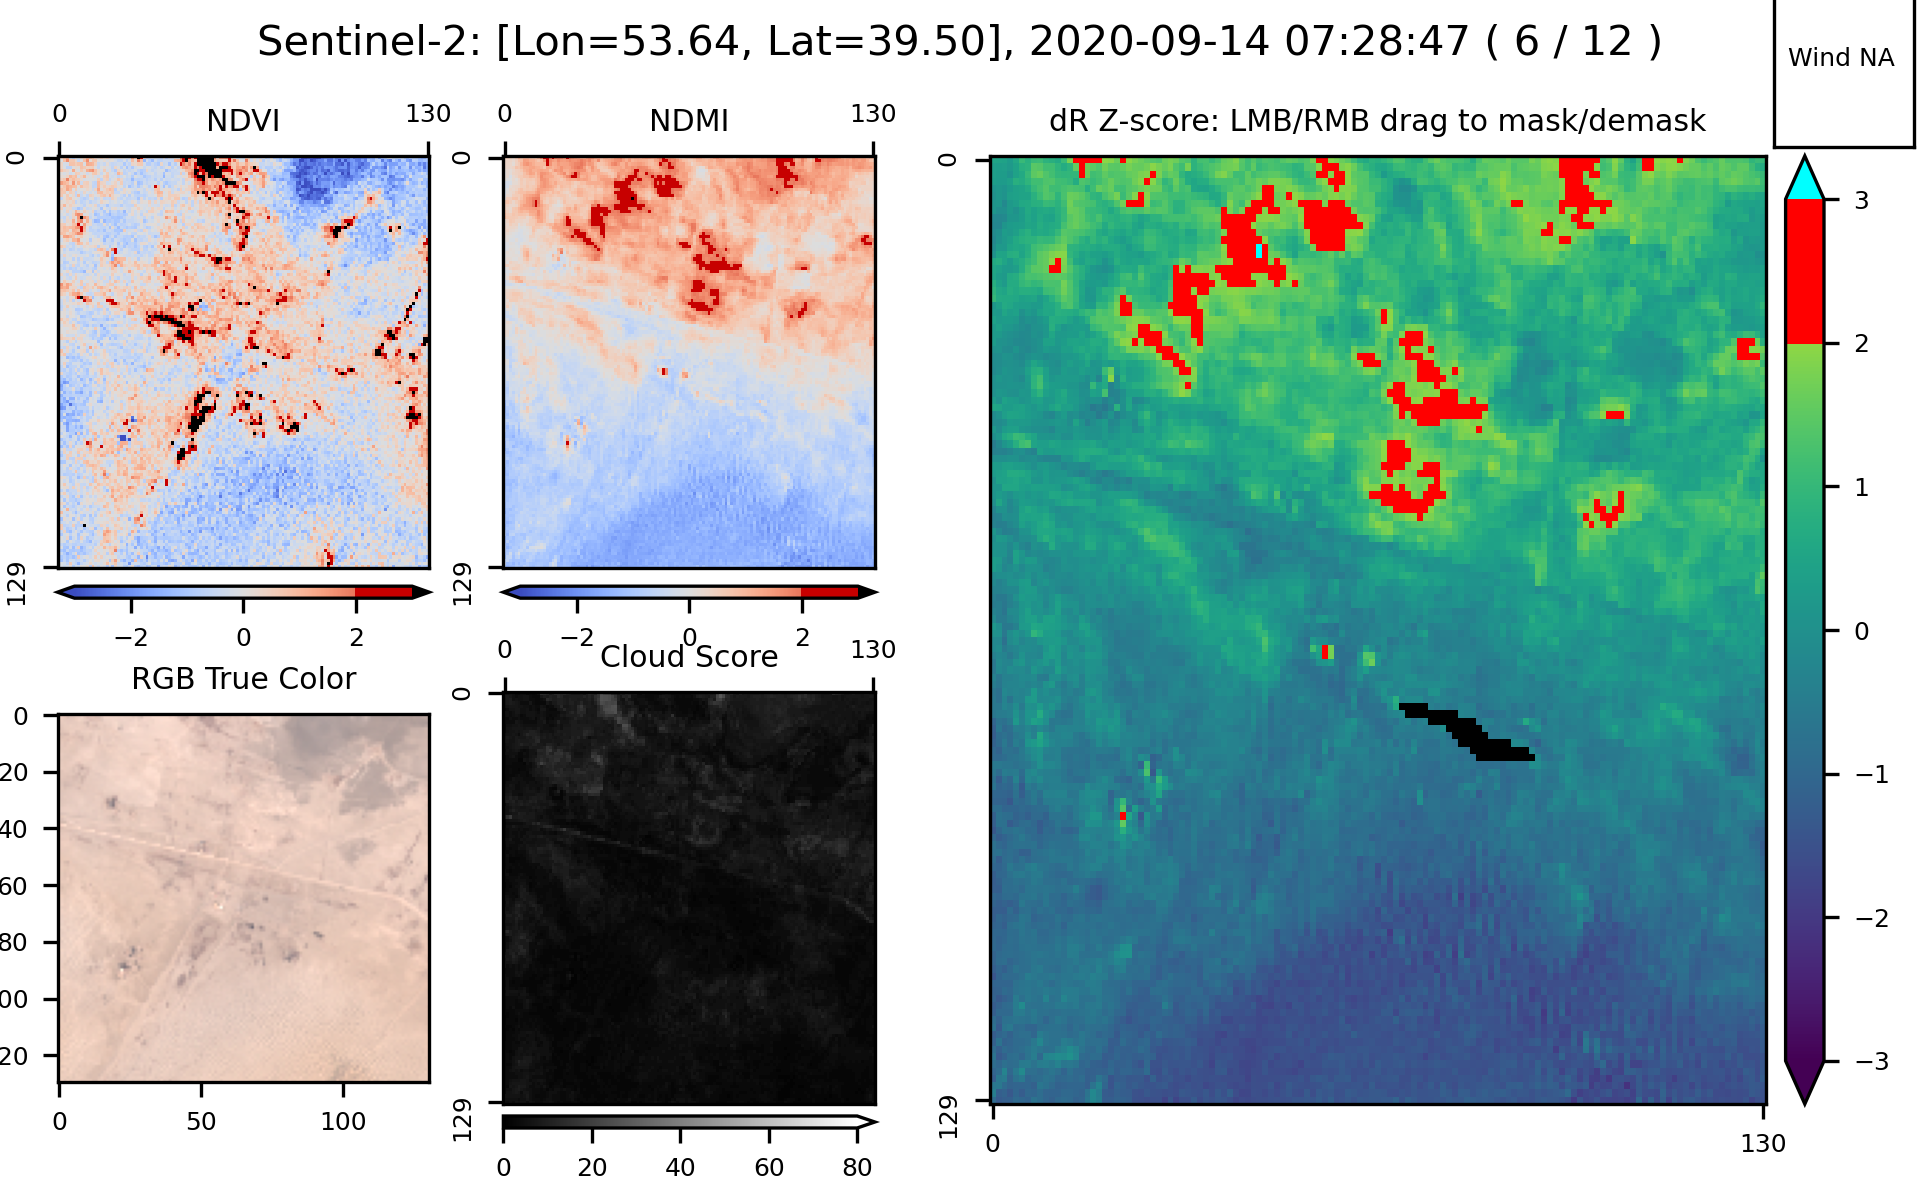 Sentinel-2: [Lon=53.64, Lat=39.50], 2020-09-14 07:28:47 ( 6 / 12 )
Wind NA
0 130
NDVI
0
129
−2 0 2
0 130
NDMI
0
129
−2 0 2
dR Z-score: LMB/RMB drag to mask/demask
0
129
0 130
3
2
1
0
−1
−2
−3
RGB True Color
0
20
40
60
80
00
20
0 50 100
0 130
Cloud Score
0
129
0 20 40 60 80